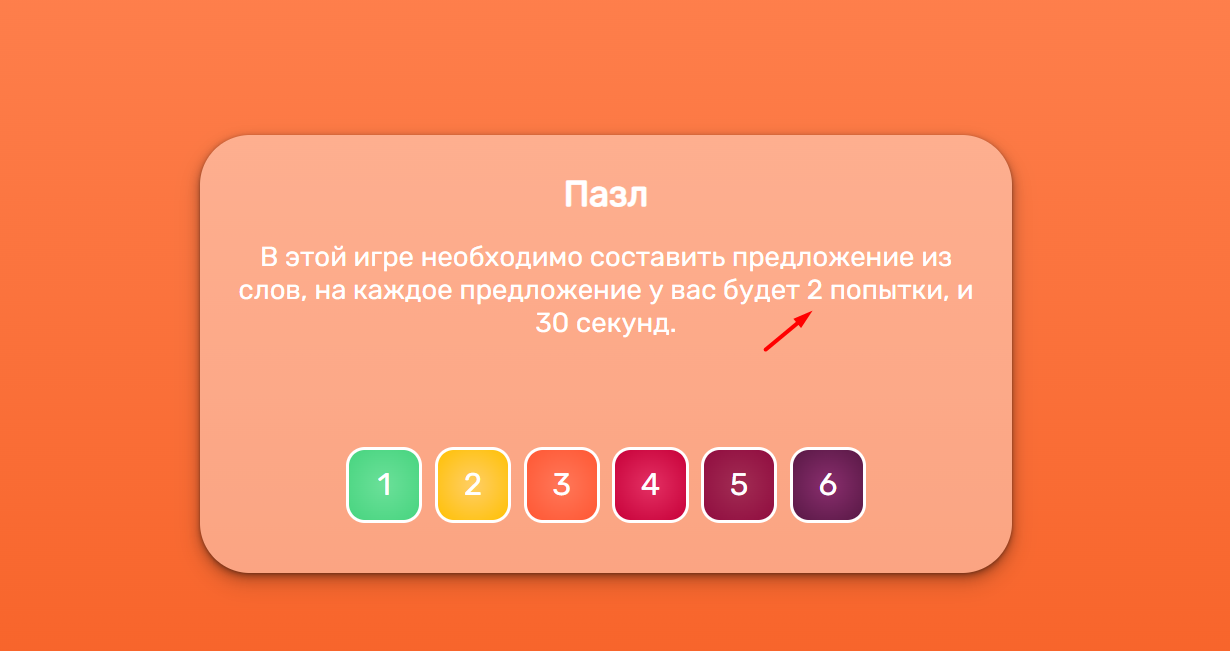 Пазл
В этой игре необходимо составить предложение из
слов, на каждое предложение у вас будет 2 попытки, и
30 секунд.
1 2 3 4 5 6